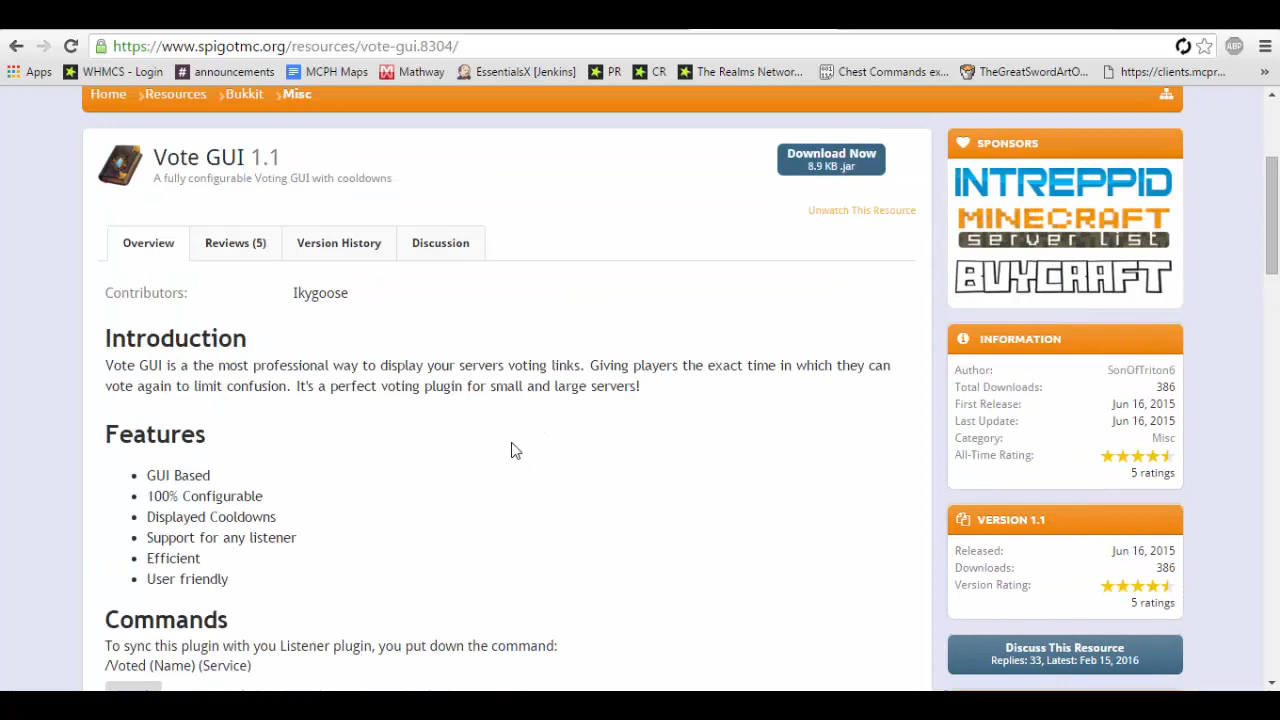 https://www.spigotmc.org/resources/vote-gui.8304/
ABP
Apps WHMCS - Login announcements MCPH Maps Mathway EssentialsX [Jenkins] PR CR The Realms Networ... Chest Commands ex... TheGreatSwordArtO... https://clients.mcpr... »
Home Resources Bukkit Misc
Vote GUI 1.1
A fully configurable Voting GUI with cooldowns
Download Now
8.9 KB .jar
Unwatch This Resource
Overview Reviews (5) Version History Discussion
Contributors: Ikygoose
Introduction
Vote GUI is a the most professional way to display your servers voting links. Giving players the exact time in which they can
vote again to limit confusion. It's a perfect voting plugin for small and large servers!
Features
• GUI Based
• 100% Configurable
• Displayed Cooldowns
• Support for any listener
• Efficient
• User friendly
Commands
To sync this plugin with you Listener plugin, you put down the command:
/Voted (Name) (Service)
SPONSORS
INTREPPID
MINECRAFT
server list
BUYCRAFT
INFORMATION
Author: SonOfTriton6
Total Downloads: 386
First Release: Jun 16, 2015
Last Update: Jun 16, 2015
Category: Misc
All-Time Rating:
5 ratings
VERSION 1.1
Released: Jun 16, 2015
Downloads: 386
Version Rating:
5 ratings
Discuss This Resource
Replies: 33, Latest: Feb 15, 2016